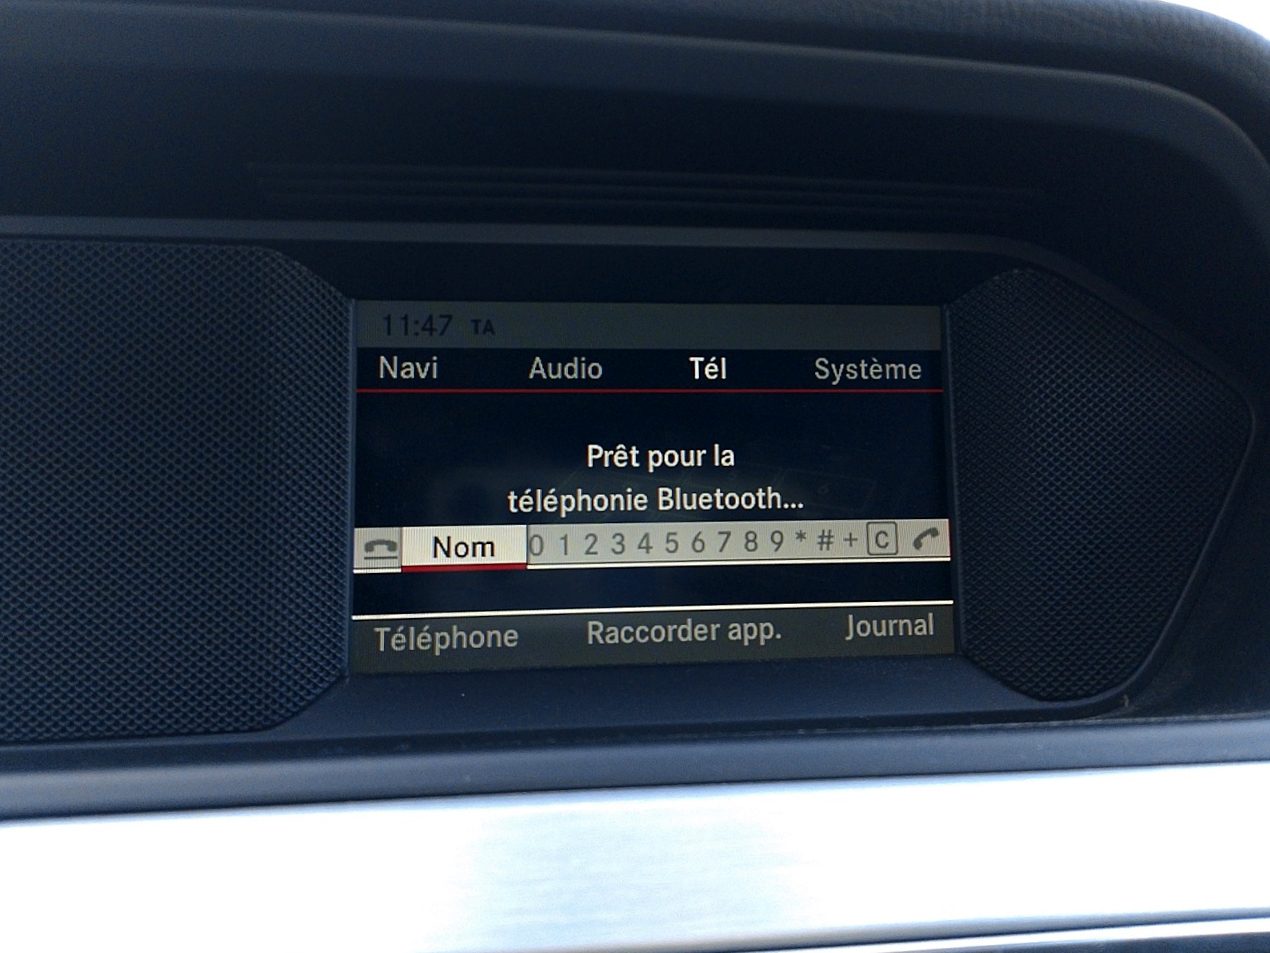 11:47 TA
Navi Audio Tél Système
Prêt pour la
téléphonie Bluetooth...
Nom 0 1 2 3 4 5 6 7 8 9 * # + C
Téléphone Raccorder app. Journal